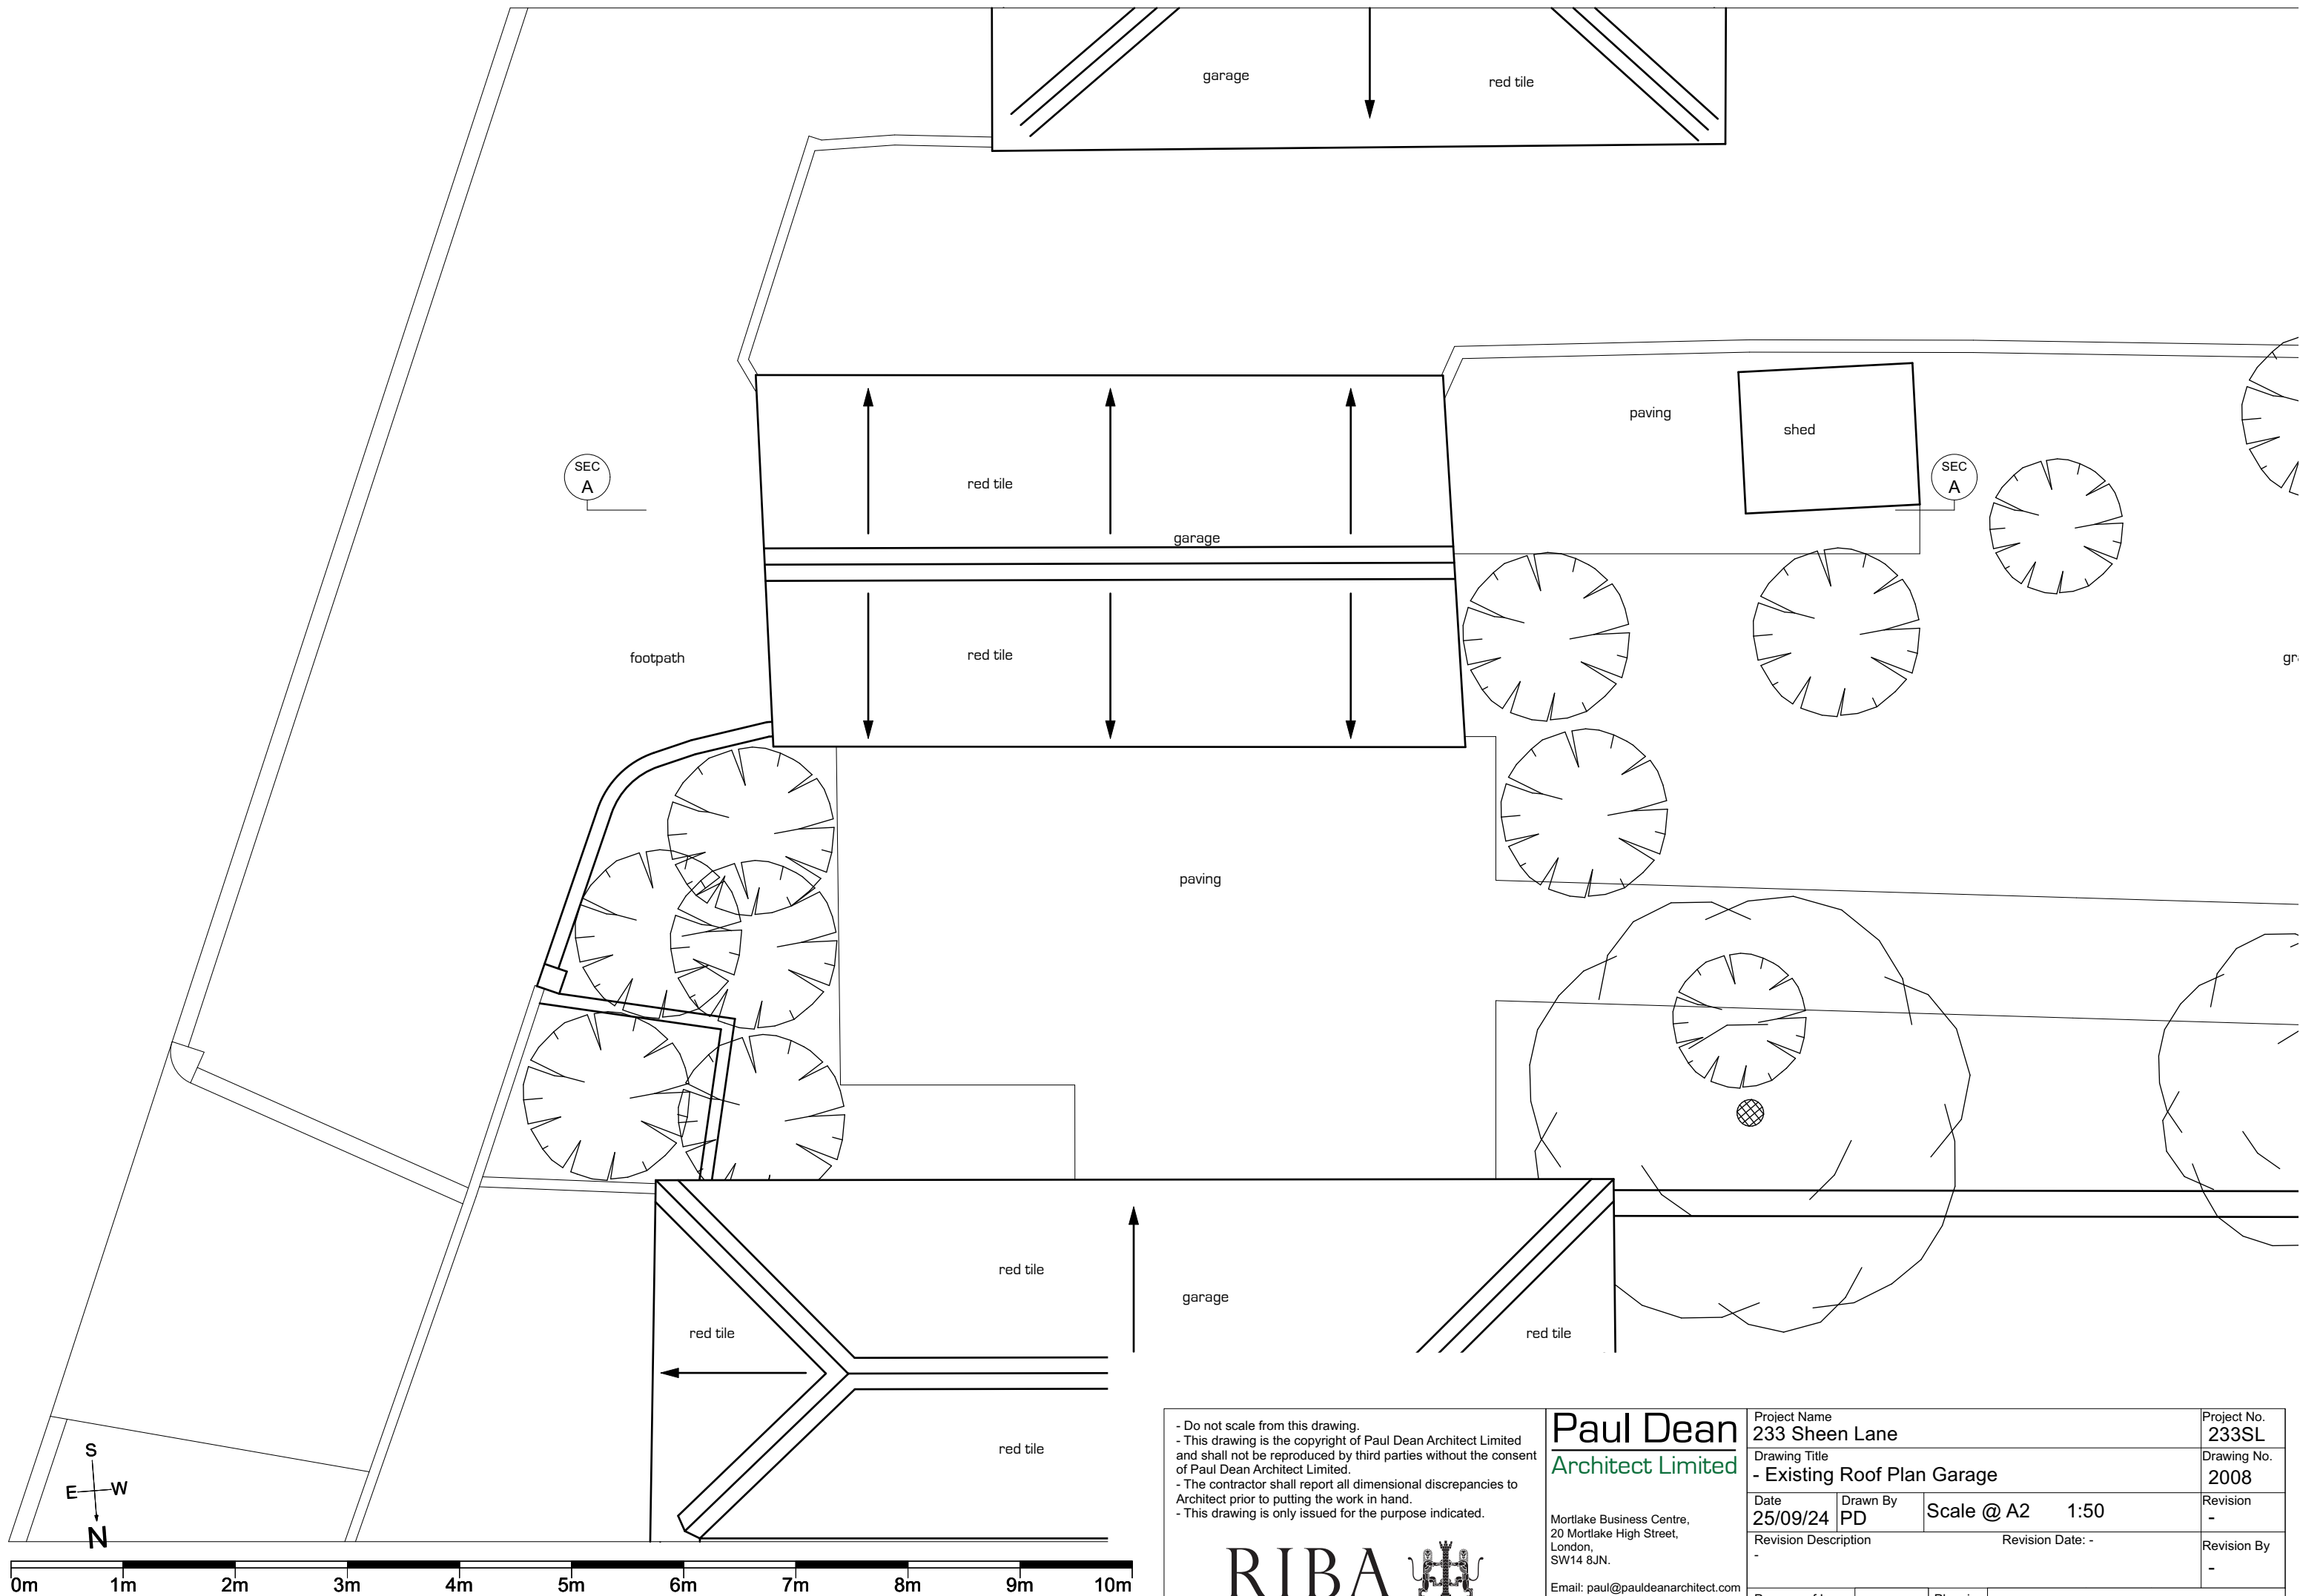 garage
red tile
paving
shed
SEC
A
SEC
A
red tile
garage
footpath
red tile
paving
red tile
garage
red tile
red tile
red tile
S
E
W
N
0m 1m 2m 3m 4m 5m 6m 7m 8m 9m 10m
- Do not scale from this drawing.
- This drawing is the copyright of Paul Dean Architect Limited
and shall not be reproduced by third parties without the consent
of Paul Dean Architect Limited.
- The contractor shall report all dimensional discrepancies to
Architect prior to putting the work in hand.
- This drawing is only issued for the purpose indicated.
RIBA
Paul Dean
Architect Limited
Mortlake Business Centre,
20 Mortlake High Street,
London,
SW14 8JN.
Email: paul@pauldeanarchitect.com
Project Name
233 Sheen Lane
Project No.
233SL
Drawing Title
- Existing Roof Plan Garage
Drawing No.
2008
Date
25/09/24
Drawn By
PD
Scale @ A2 1:50
Revision
-
Revision Description
-
Revision Date: -
Revision By
-